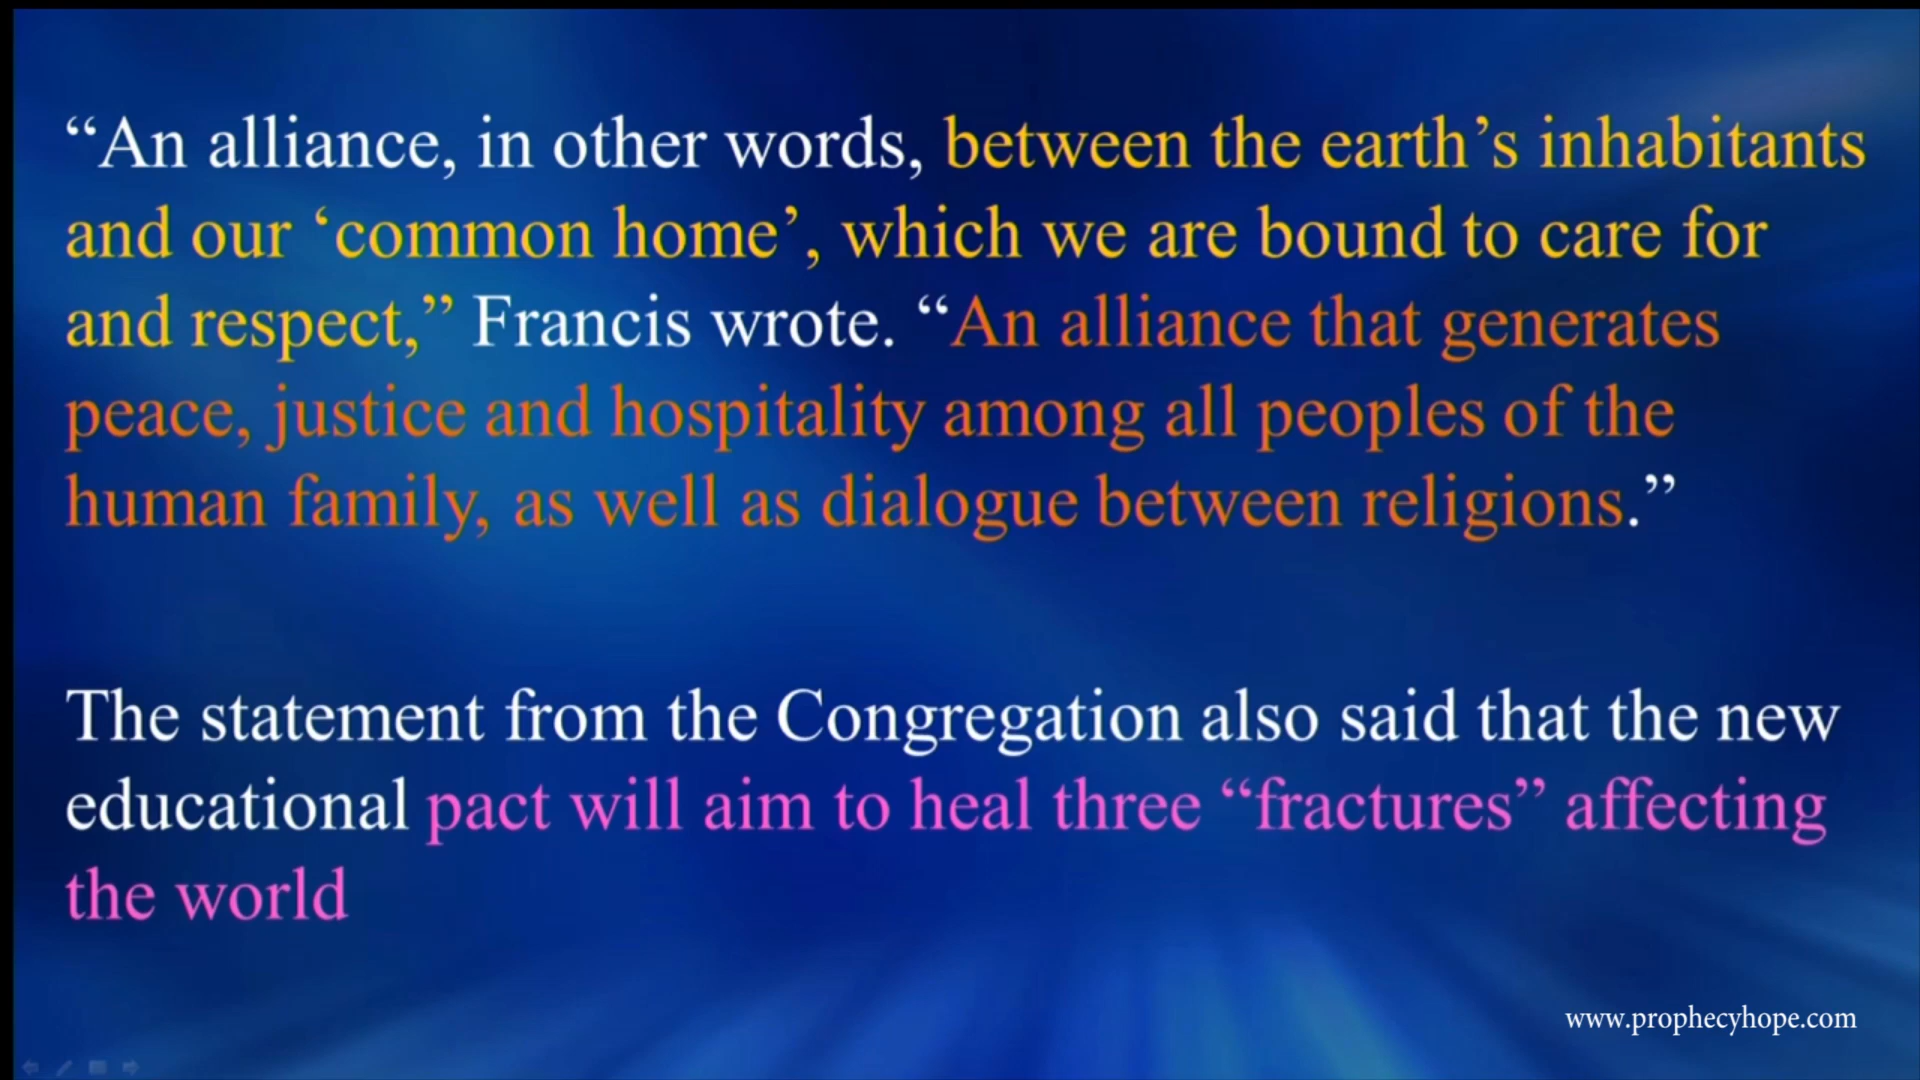 “An alliance, in other words, between the earth’s inhabitants
and our ‘common home’, which we are bound to care for
and respect,” Francis wrote. “An alliance that generates
peace, justice and hospitality among all peoples of the
human family, as well as dialogue between religions.”
The statement from the Congregation also said that the new
educational pact will aim to heal three “fractures” affecting
the world
www.prophecyhope.com